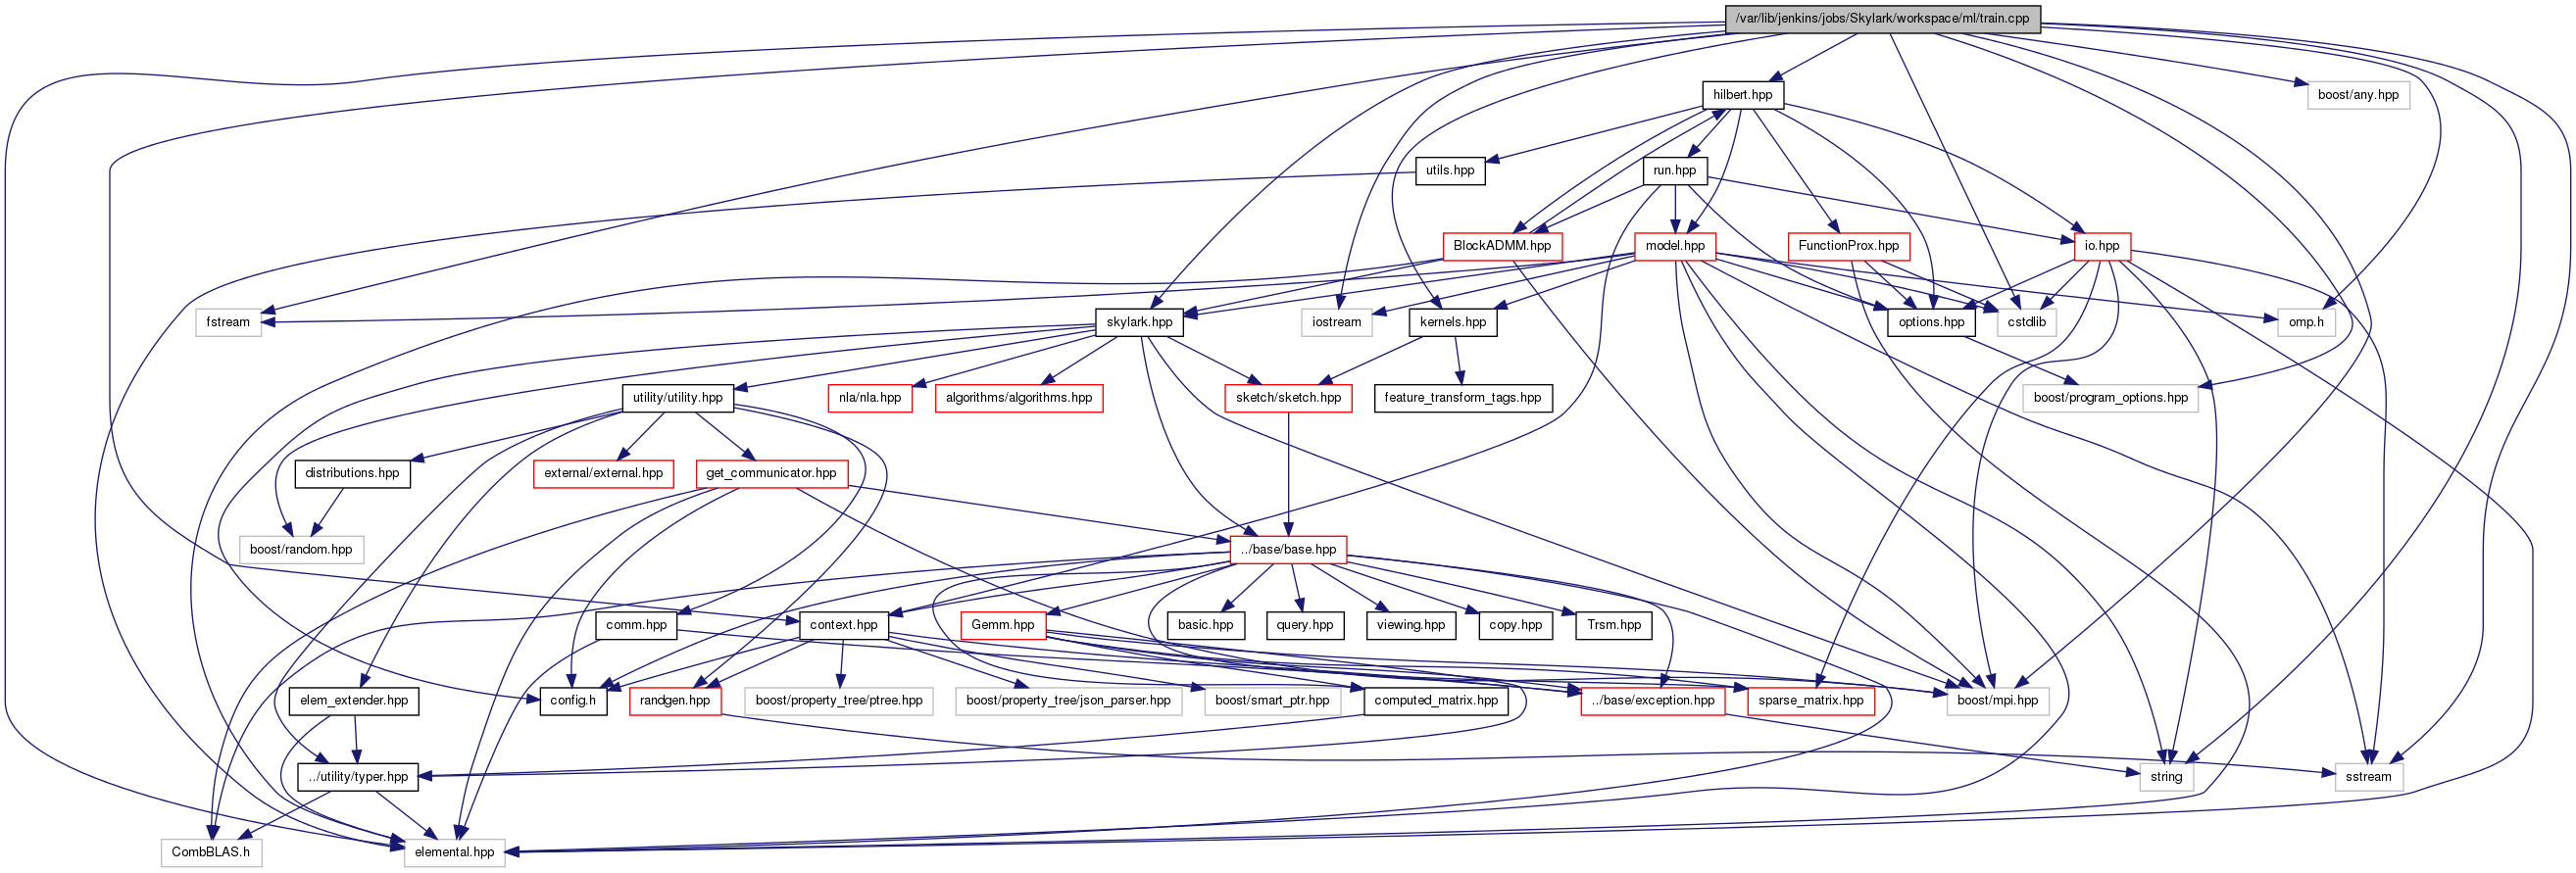 /var/lib/jenkins/jobs/Skylark/workspace/ml/train.cpp
hilbert.hpp
boost/any.hpp
utils.hpp
run.hpp
BlockADMM.hpp
model.hpp
FunctionProx.hpp
io.hpp
fstream
skylark.hpp
iostream
kernels.hpp
options.hpp
cstdlib
omp.h
utility/utility.hpp
nla/nla.hpp
algorithms/algorithms.hpp
sketch/sketch.hpp
feature_transform_tags.hpp
boost/program_options.hpp
distributions.hpp
external/external.hpp
get_communicator.hpp
boost/random.hpp
../base/base.hpp
comm.hpp
context.hpp
Gemm.hpp
basic.hpp
query.hpp
viewing.hpp
copy.hpp
Trsm.hpp
elem_extender.hpp
config.h
randgen.hpp
boost/property_tree/ptree.hpp
boost/property_tree/json_parser.hpp
boost/smart_ptr.hpp
computed_matrix.hpp
../base/exception.hpp
sparse_matrix.hpp
boost/mpi.hpp
../utility/typer.hpp
string
sstream
CombBLAS.h
elemental.hpp